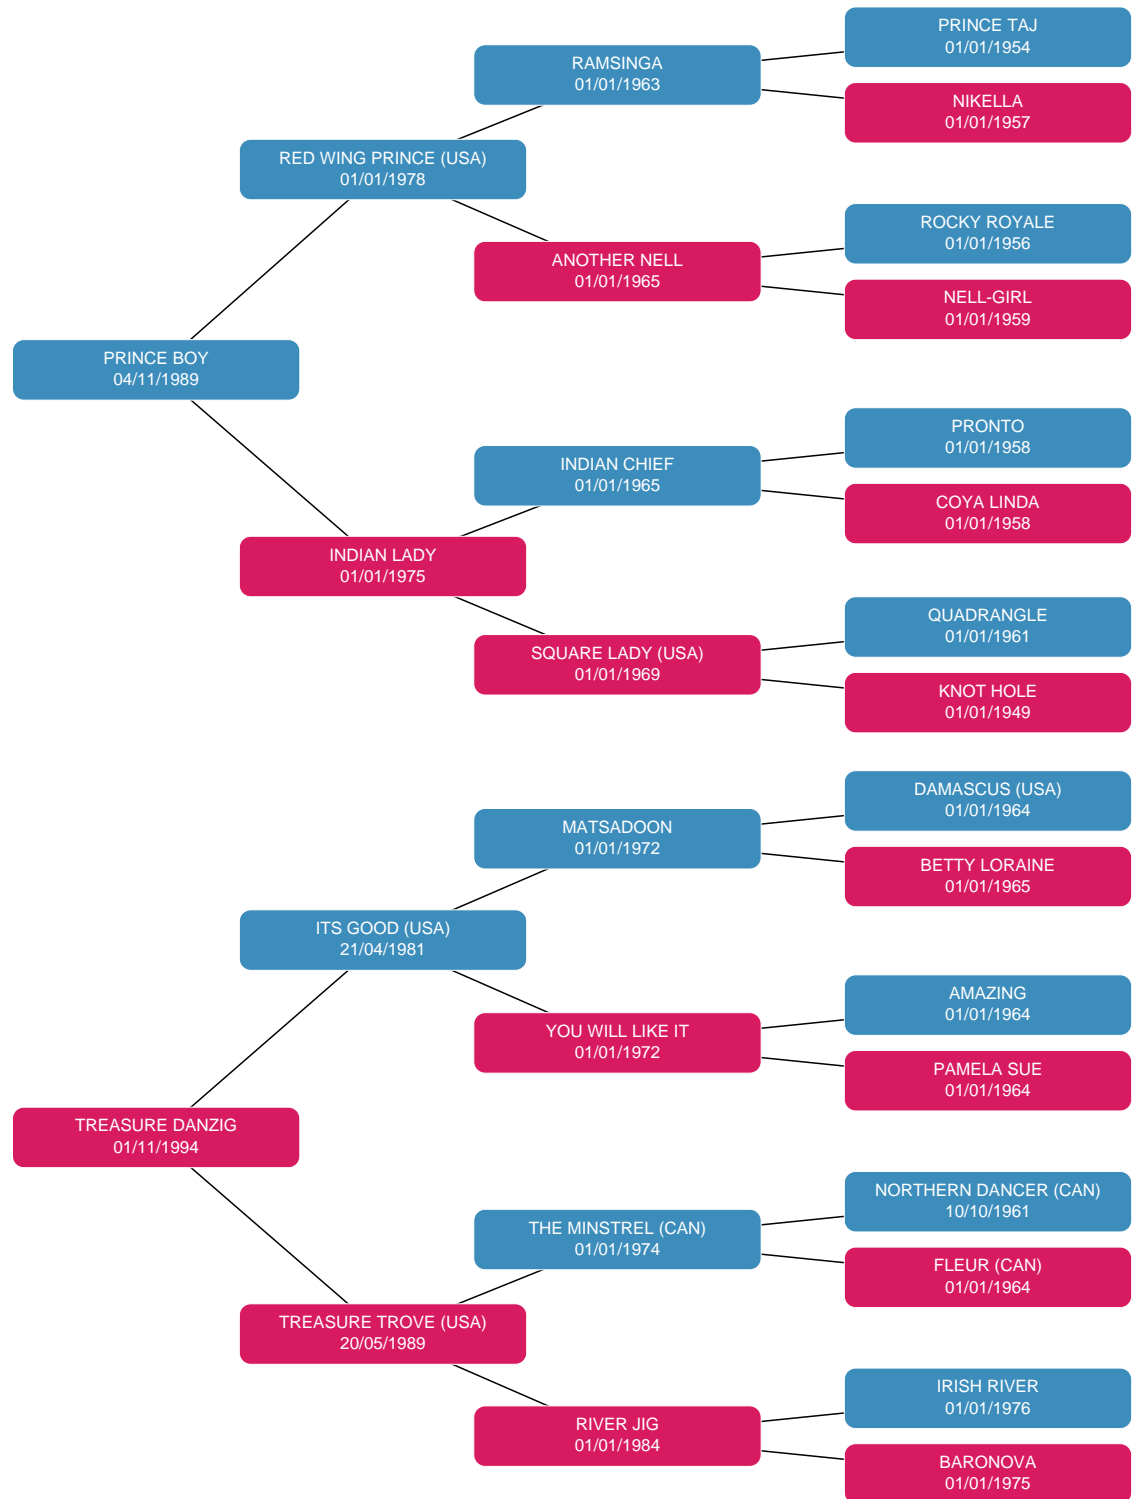 PRINCE TAJ
01/01/1954
RAMSINGA
01/01/1963
NIKELLA
01/01/1957
RED WING PRINCE (USA)
01/01/1978
ROCKY ROYALE
01/01/1956
ANOTHER NELL
01/01/1965
NELL-GIRL
01/01/1959
PRINCE BOY
04/11/1989
PRONTO
01/01/1958
INDIAN CHIEF
01/01/1965
COYA LINDA
01/01/1958
INDIAN LADY
01/01/1975
QUADRANGLE
01/01/1961
SQUARE LADY (USA)
01/01/1969
KNOT HOLE
01/01/1949
DAMASCUS (USA)
01/01/1964
MATSADOON
01/01/1972
BETTY LORAINE
01/01/1965
ITS GOOD (USA)
21/04/1981
AMAZING
01/01/1964
YOU WILL LIKE IT
01/01/1972
PAMELA SUE
01/01/1964
TREASURE DANZIG
01/11/1994
NORTHERN DANCER (CAN)
10/10/1961
THE MINSTREL (CAN)
01/01/1974
FLEUR (CAN)
01/01/1964
TREASURE TROVE (USA)
20/05/1989
IRISH RIVER
01/01/1976
RIVER JIG
01/01/1984
BARONOVA
01/01/1975